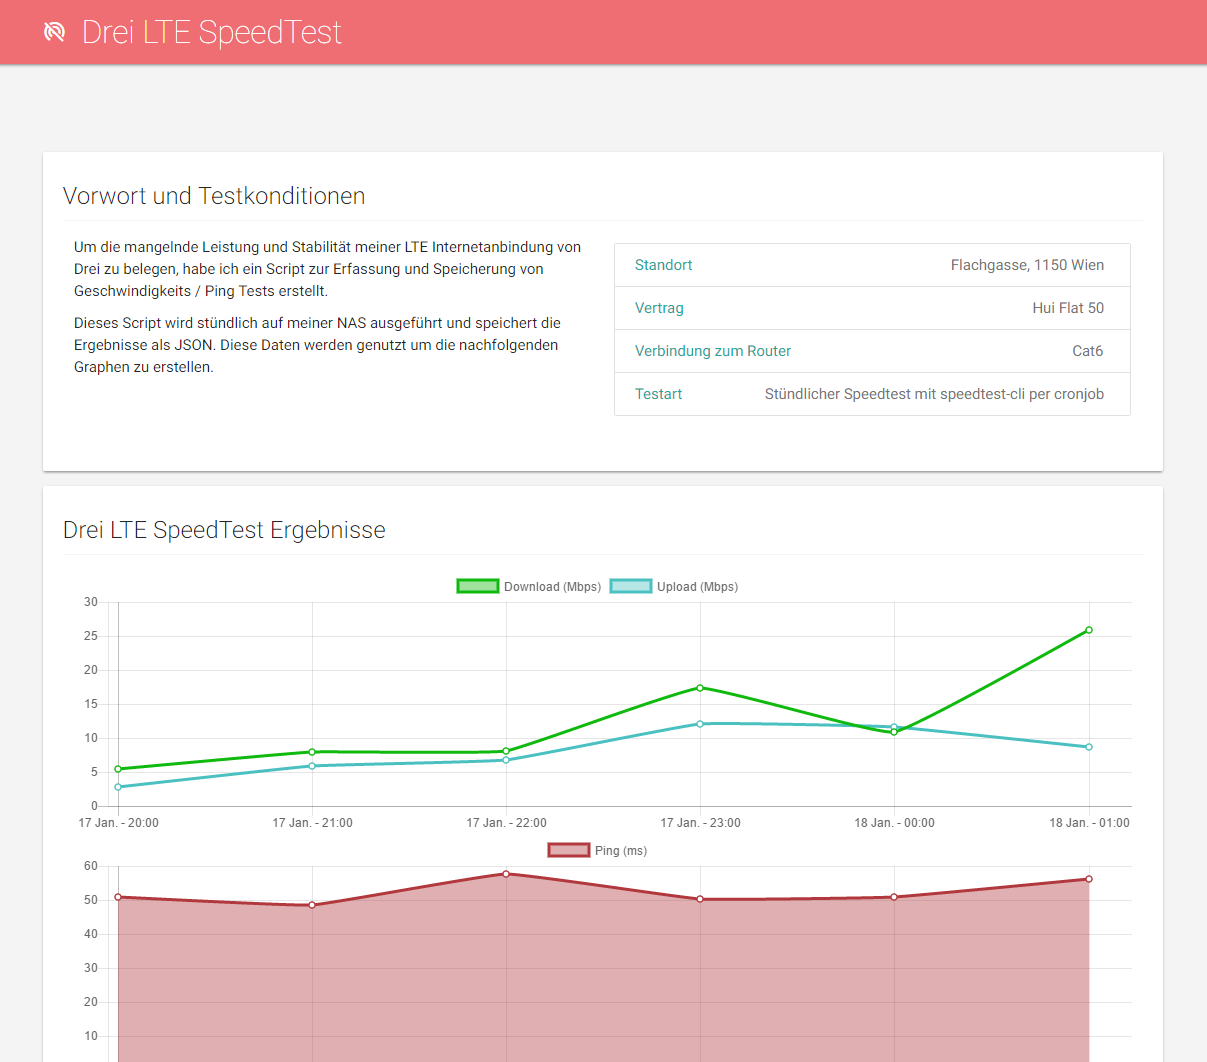 Drei LTE SpeedTest
Vorwort und Testkonditionen
Um die mangelnde Leistung und Stabilität meiner LTE Internetanbindung von
Drei zu belegen, habe ich ein Script zur Erfassung und Speicherung von
Geschwindigkeits / Ping Tests erstellt.
Dieses Script wird stündlich auf meiner NAS ausgeführt und speichert die
Ergebnisse als JSON. Diese Daten werden genutzt um die nachfolgenden
Graphen zu erstellen.
Standort Flachgasse, 1150 Wien
Vertrag Hui Flat 50
Verbindung zum Router Cat6
Testart Stündlicher Speedtest mit speedtest-cli per cronjob
Drei LTE SpeedTest Ergebnisse
Download (Mbps) Upload (Mbps)
30
25
20
15
10
5
0
17 Jan. - 20:00 17 Jan. - 21:00 17 Jan. - 22:00 17 Jan. - 23:00 18 Jan. - 00:00 18 Jan. - 01:00
Ping (ms)
60
50
40
30
20
10